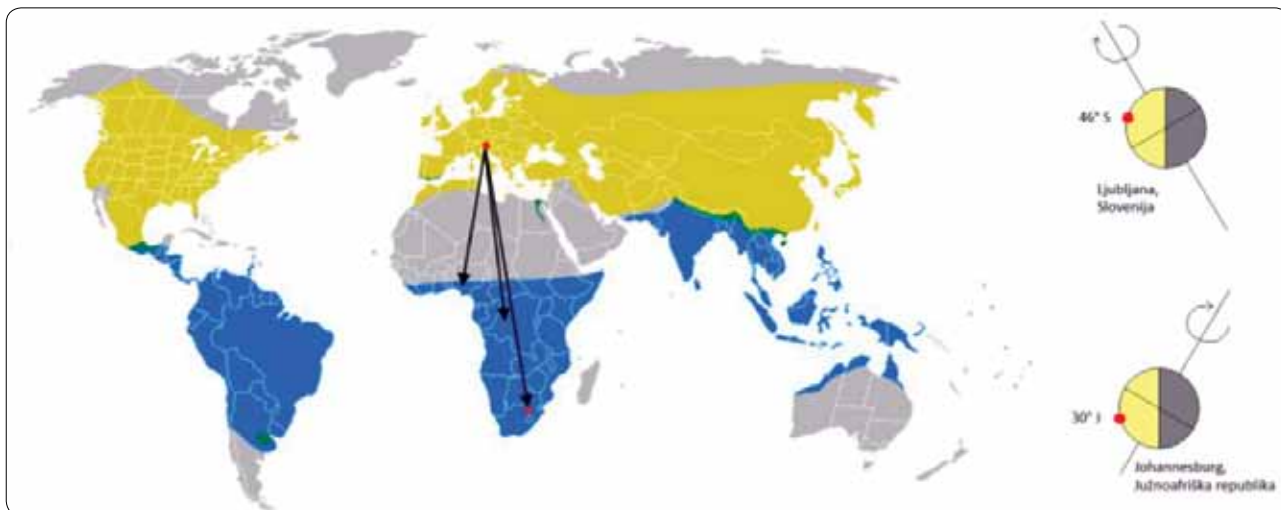 46° S
Ljubljana,
Slovenija
30° J
Johannesburg,
Južnoafriška republika